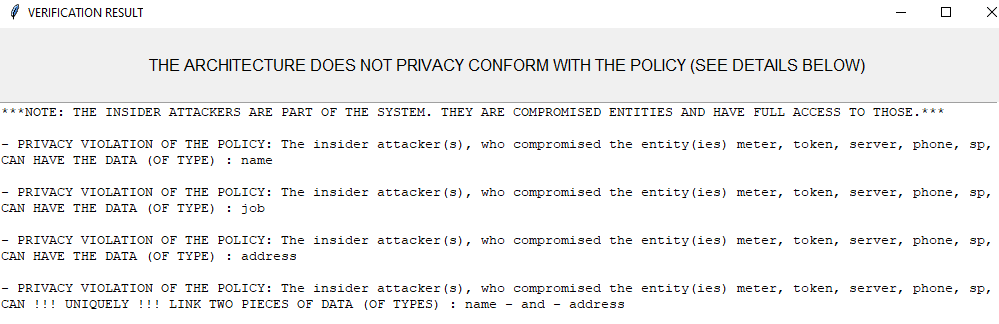 VERIFICATION RESULT
THE ARCHITECTURE DOES NOT PRIVACY CONFORM WITH THE POLICY (SEE DETAILS BELOW)
***NOTE: THE INSIDER ATTACKERS ARE PART OF THE SYSTEM. THEY ARE COMPROMISED ENTITIES AND HAVE FULL ACCESS TO THOSE.***
- PRIVACY VIOLATION OF THE POLICY: The insider attacker(s), who compromised the entity(ies) meter, token, server, phone, sp,
CAN HAVE THE DATA (OF TYPE) : name
- PRIVACY VIOLATION OF THE POLICY: The insider attacker(s), who compromised the entity(ies) meter, token, server, phone, sp,
CAN HAVE THE DATA (OF TYPE) : job
- PRIVACY VIOLATION OF THE POLICY: The insider attacker(s), who compromised the entity(ies) meter, token, server, phone, sp,
CAN HAVE THE DATA (OF TYPE) : address
- PRIVACY VIOLATION OF THE POLICY: The insider attacker(s), who compromised the entity(ies) meter, token, server, phone, sp,
CAN !!! UNIQUELY !!! LINK TWO PIECES OF DATA (OF TYPES) : name - and - address